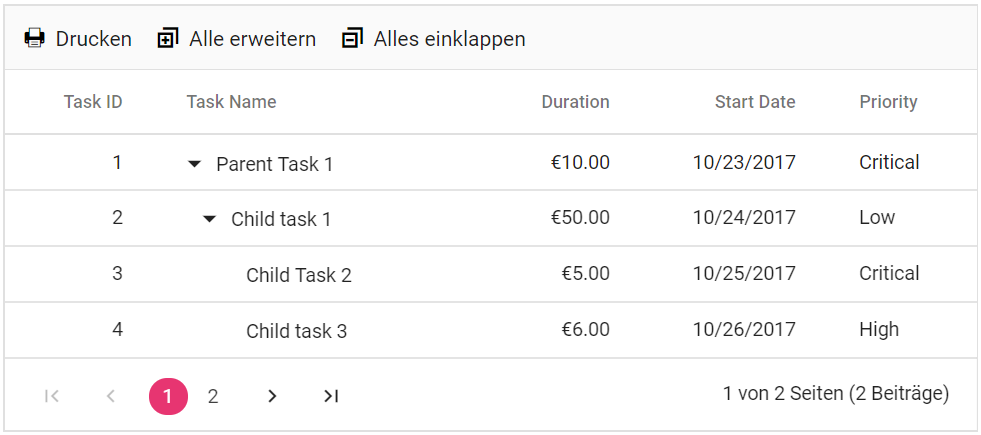 Drucken Alle erweitern Alles einklappen
Task ID Task Name Duration Start Date Priority
1 Parent Task 1 €10.00 10/23/2017 Critical
2 Child task 1 €50.00 10/24/2017 Low
3 Child Task 2 €5.00 10/25/2017 Critical
4 Child task 3 €6.00 10/26/2017 High
1 2 1 von 2 Seiten (2 Beiträge)